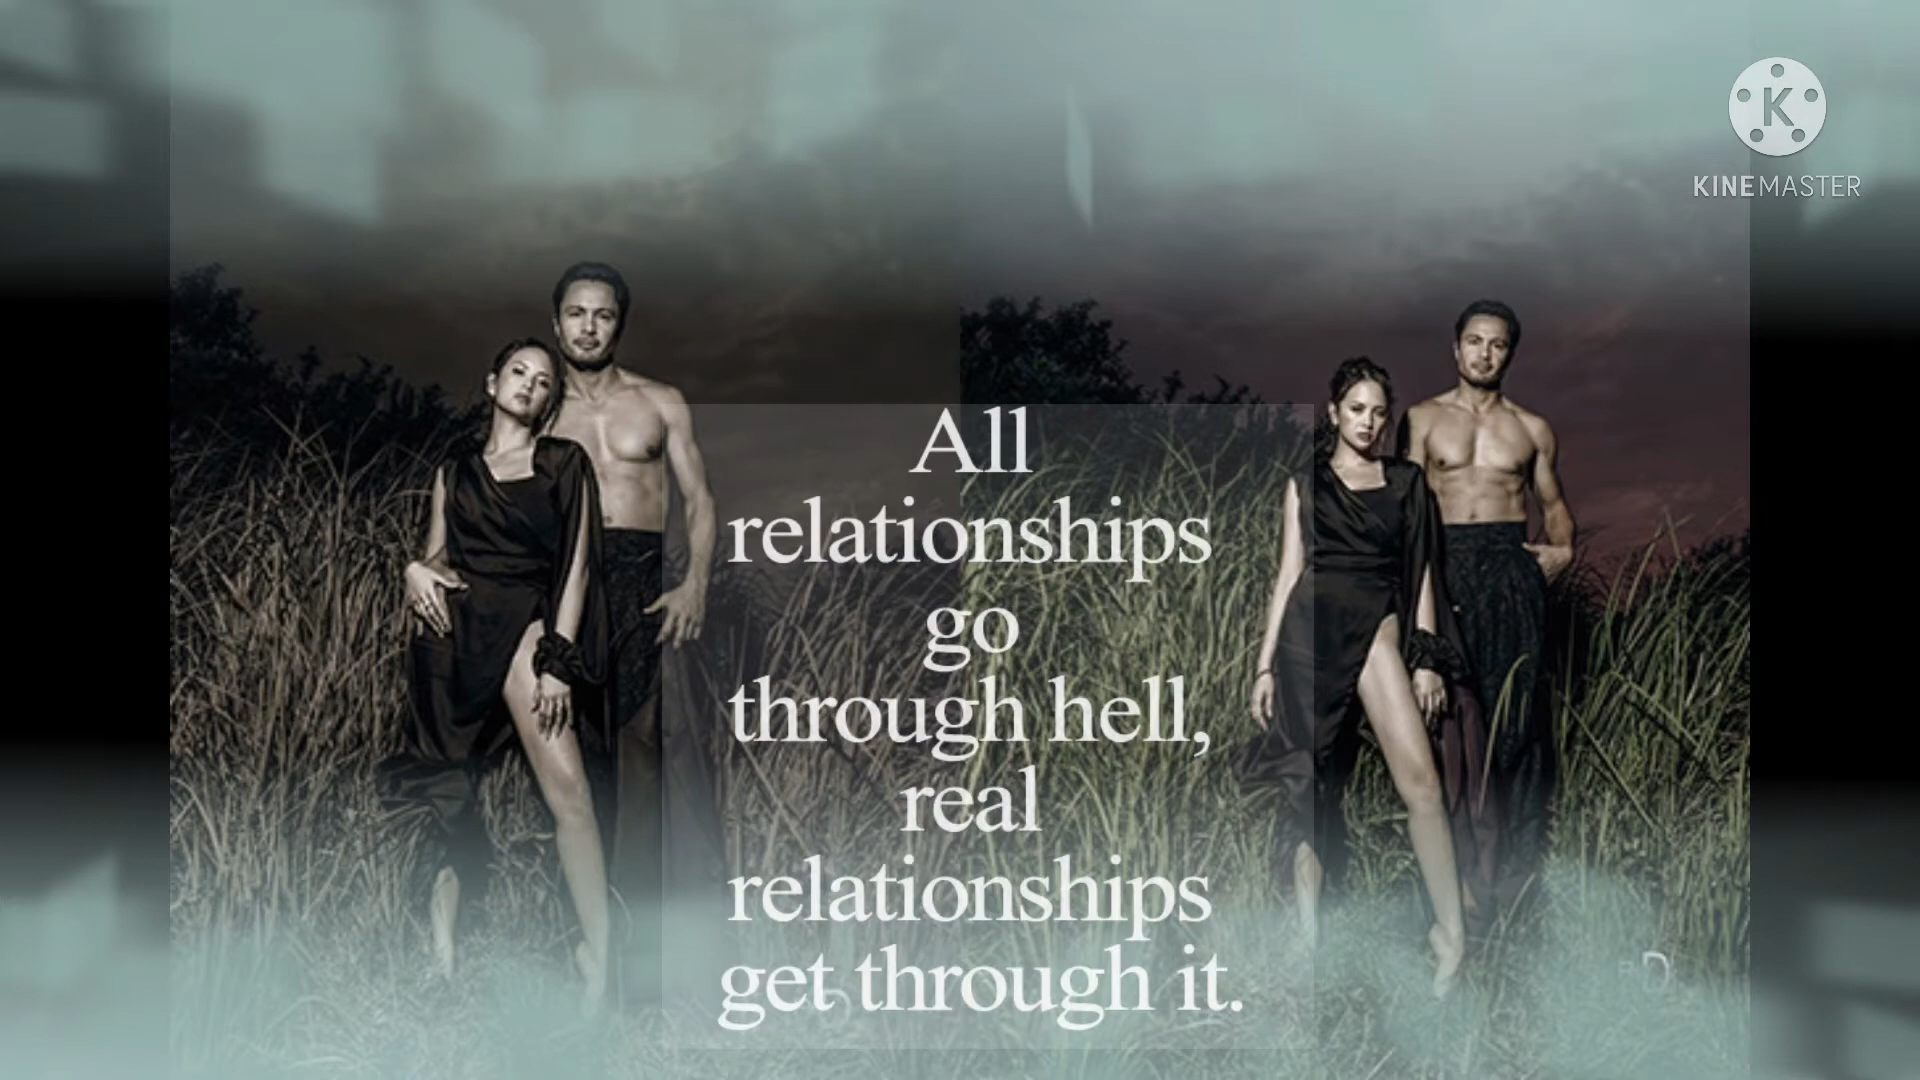 K
KINEMASTER
All
relationships
go
through hell,
real
relationships
get through it.